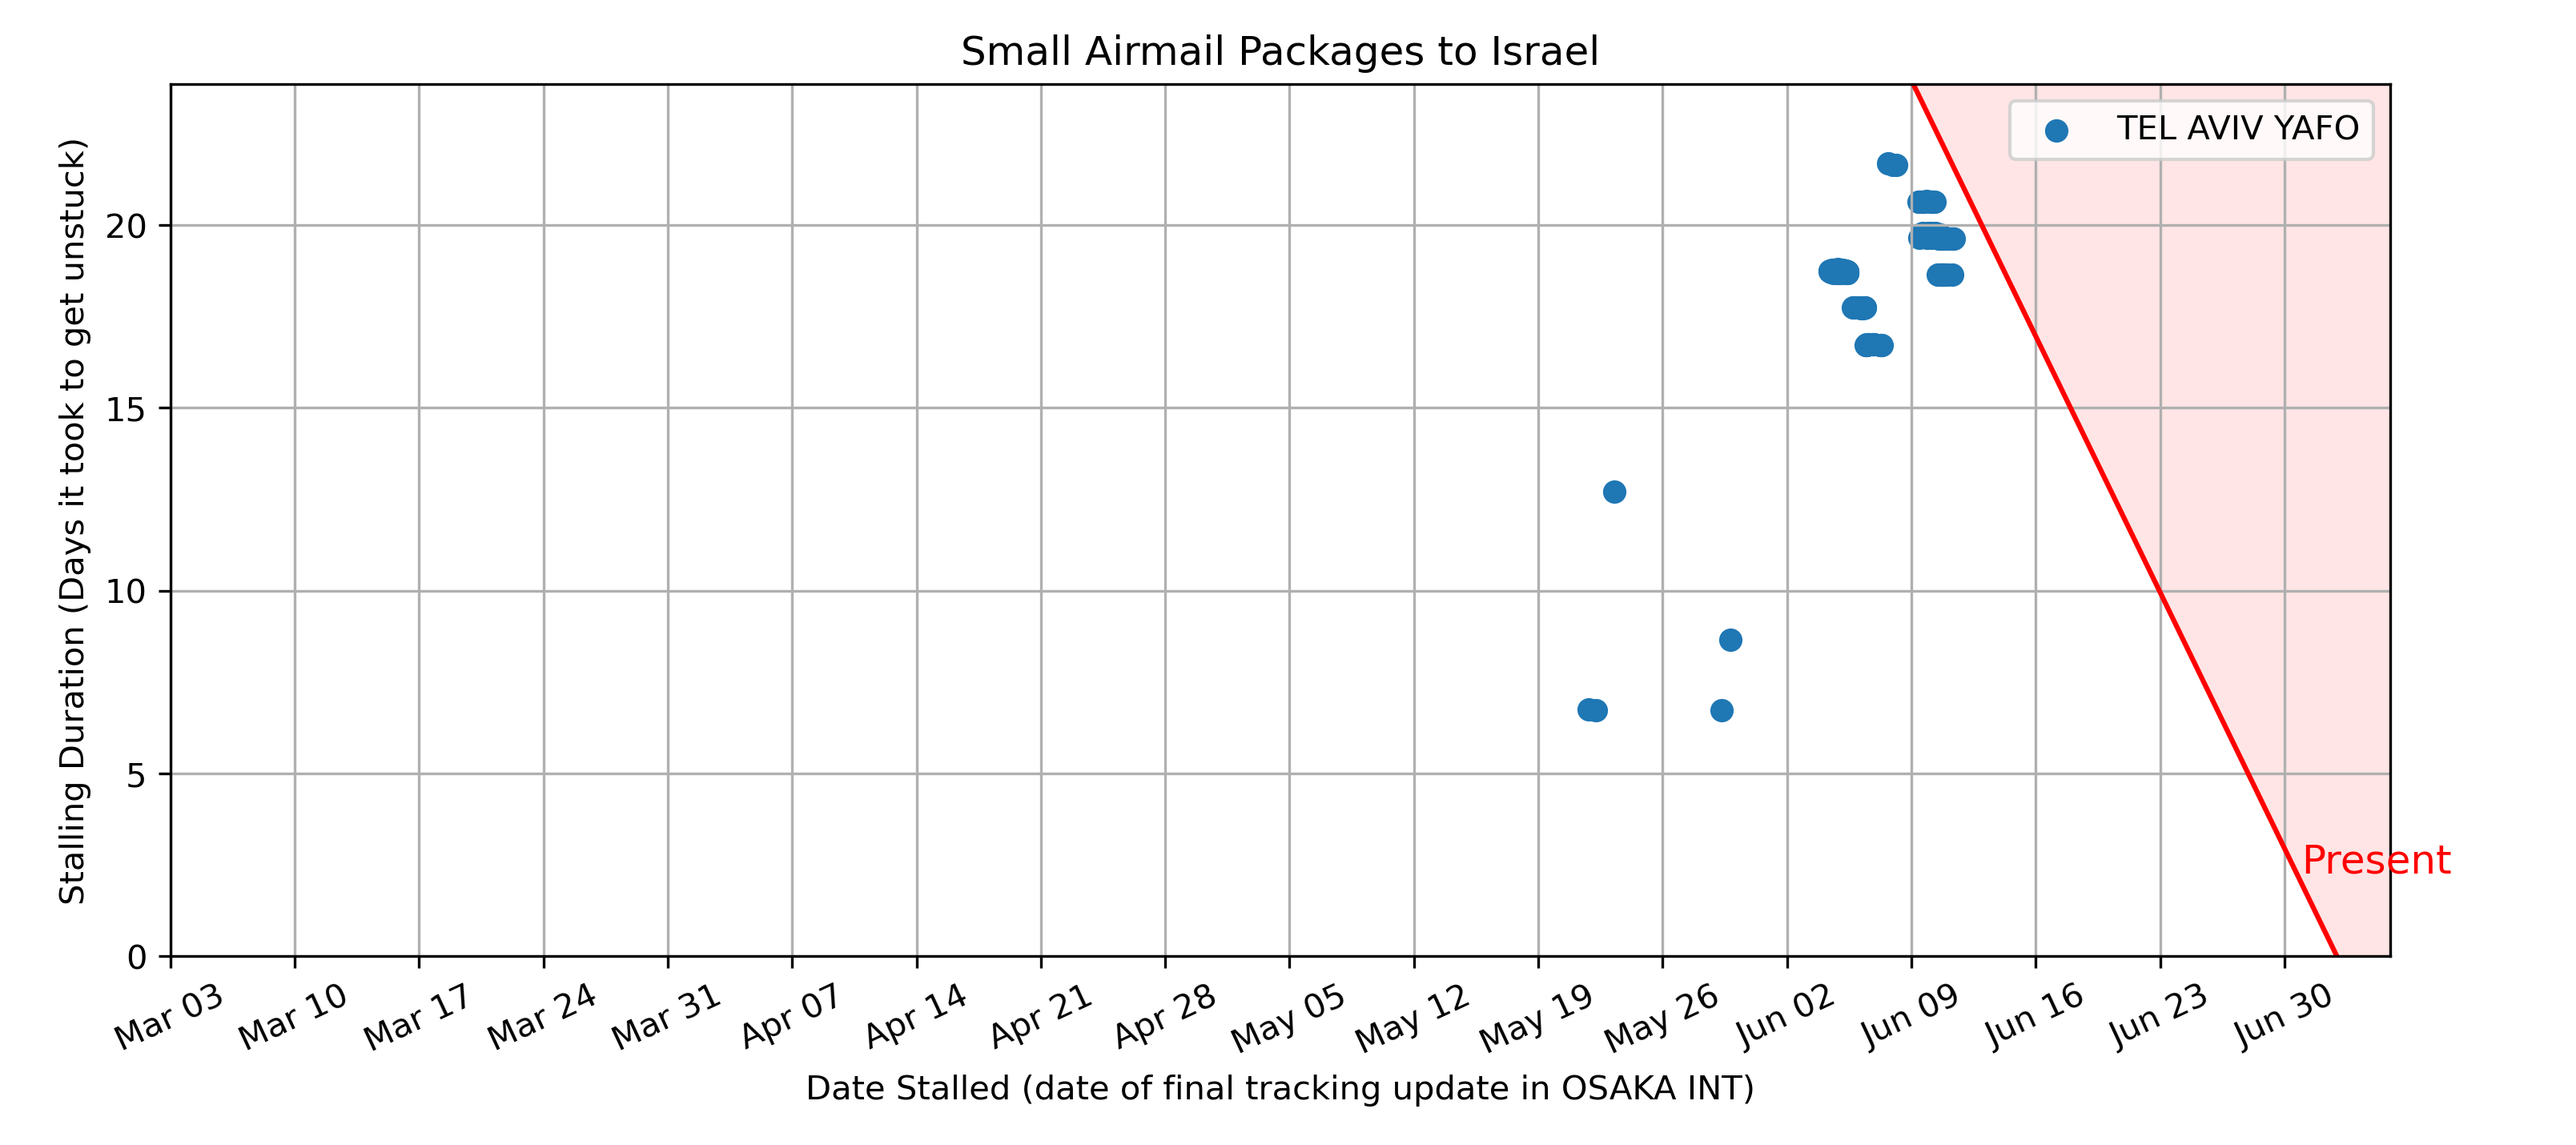 Small Airmail Packages to Israel
TEL AVIV YAFO
Stalling Duration (Days it took to get unstuck)
20
15
10
5
0
Present
Mar 03
Mar 10
Mar 17
Mar 24
Mar 31
Apr 07
Apr 14
Apr 21
Apr 28
May 05
May 12
May 19
May 26
Jun 02
Jun 09
Jun 16
Jun 23
Jun 30
Date Stalled (date of final tracking update in OSAKA INT)